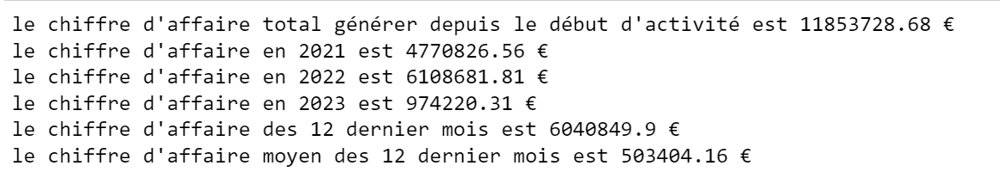 le chiffre d'affaire total générer depuis le début d'activité est 11853728.68 €
le chiffre d'affaire en 2021 est 4770826.56 €
le chiffre d'affaire en 2022 est 6108681.81 €
le chiffre d'affaire en 2023 est 974220.31 €
le chiffre d'affaire des 12 dernier mois est 6040849.9 €
le chiffre d'affaire moyen des 12 dernier mois est 503404.16 €